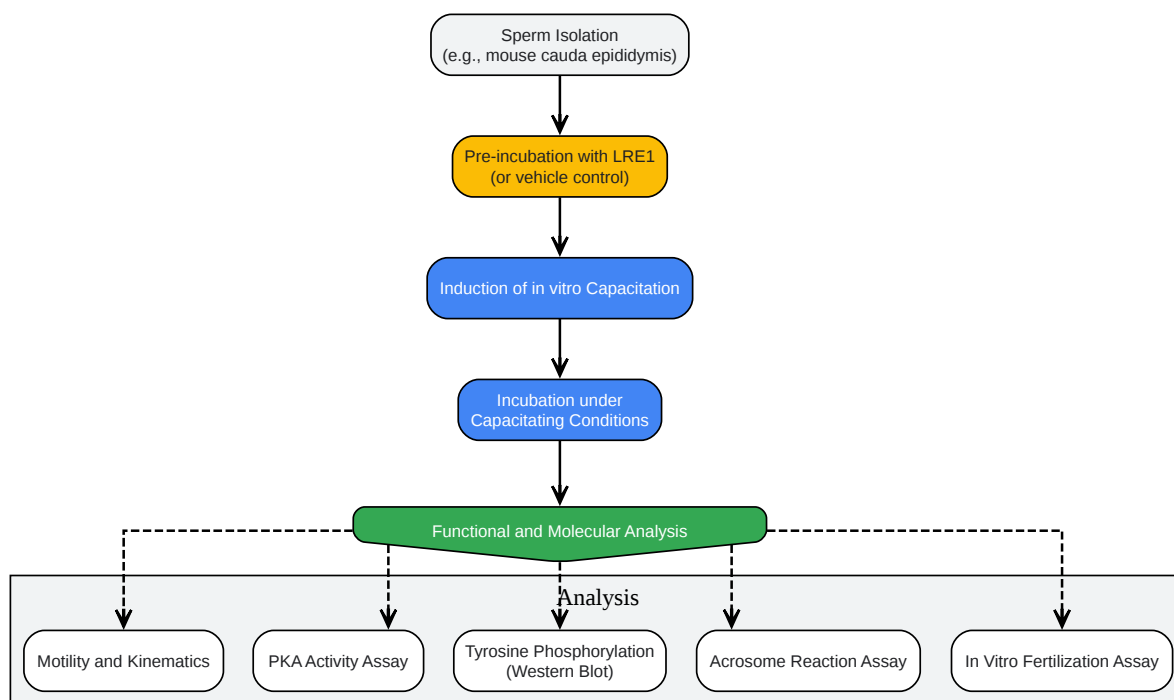 Sperm Isolation
(e.g., mouse cauda epididymis)
Pre-incubation with LRE1
(or vehicle control)
Induction of in vitro Capacitation
Incubation under
Capacitating Conditions
Functional and Molecular Analysis
Analysis
Motility and Kinematics
PKA Activity Assay
Tyrosine Phosphorylation
(Western Blot)
Acrosome Reaction Assay
In Vitro Fertilization Assay